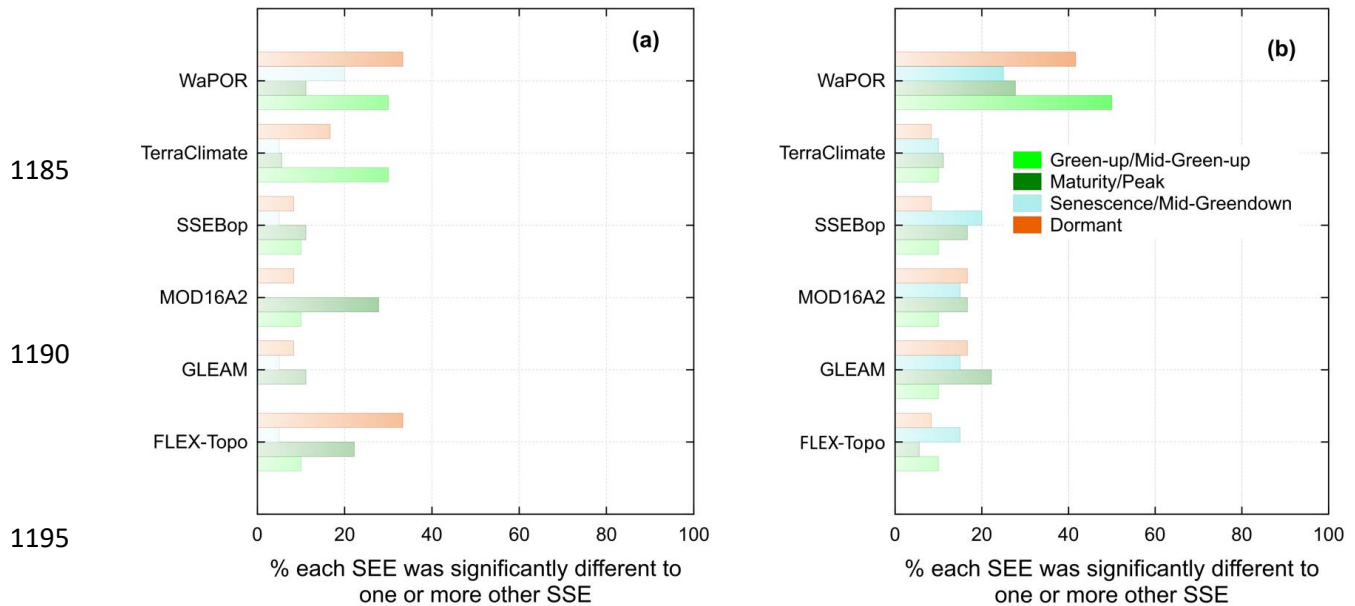 (a)
WaPOR
TerraClimate
SSEBop
MOD16A2
GLEAM
FLEX-Topo
0 20 40 60 80 100
% each SEE was significantly different to
one or more other SSE
(b)
WaPOR
TerraClimate
SSEBop
MOD16A2
GLEAM
FLEX-Topo
Green-up/Mid-Green-up
Maturity/Peak
Senescence/Mid-Greendown
Dormant
0 20 40 60 80 100
% each SEE was significantly different to
one or more other SSE
1185
1190
1195